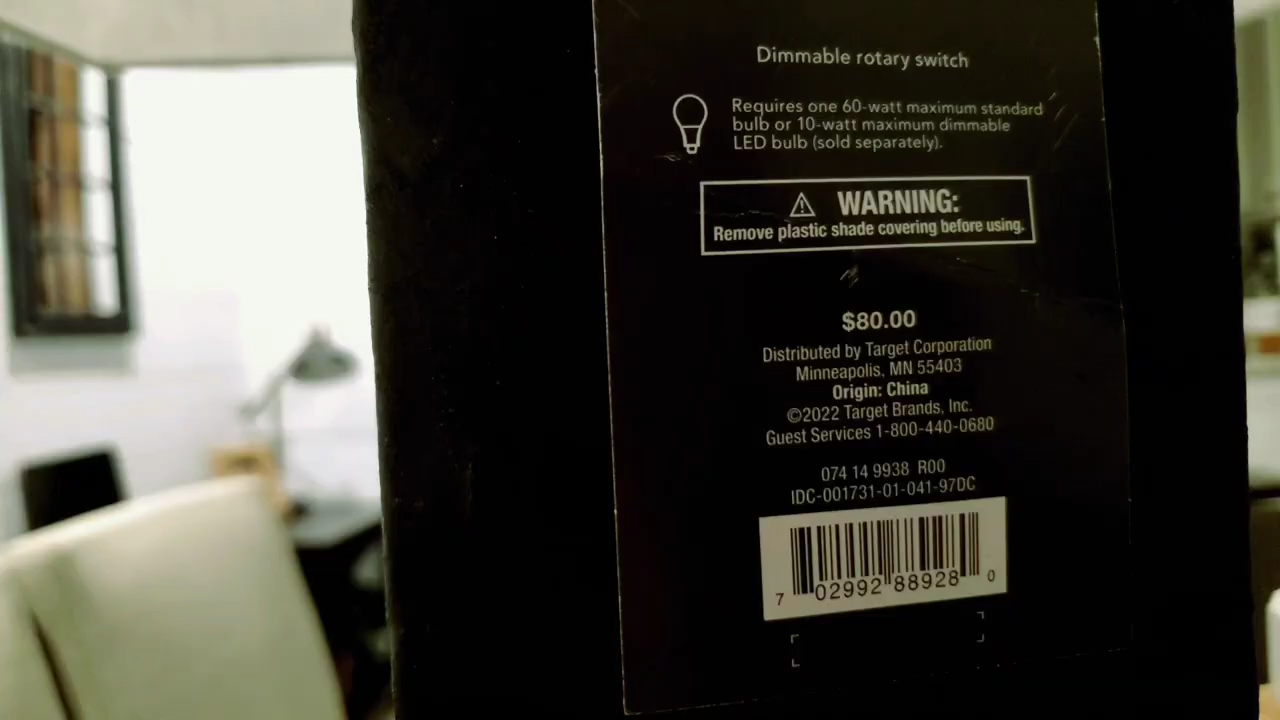 Dimmable rotary switch
Requires one 60-watt maximum standard
bulb or 10-watt maximum dimmable
LED bulb (sold separately).
WARNING:
Remove plastic shade covering before using.
$80.00
Distributed by Target Corporation
Minneapolis, MN 55403
Origin: China
©2022 Target Brands, Inc.
Guest Services 1-800-440-0680
074 14 9938 R00
IDC-001731-01-041-97DC
7 02992 88928 0